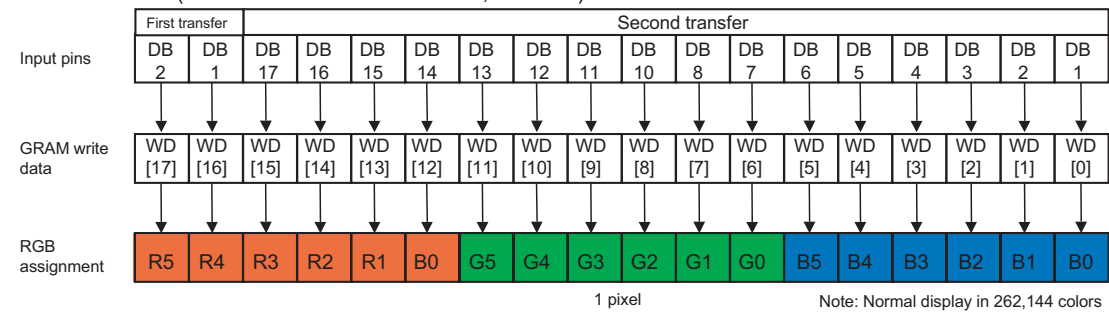 First transfer Second transfer
Input pins DB 2 DB 1 DB 17 DB 16 DB 15 DB 14 DB 13 DB 12 DB 11 DB 10 DB 8 DB 7 DB 6 DB 5 DB 4 DB 3 DB 2 DB 1
GRAM write data WD [17] WD [16] WD [15] WD [14] WD [13] WD [12] WD [11] WD [10] WD [9] WD [8] WD [7] WD [6] WD [5] WD [4] WD [3] WD [2] WD [1] WD [0]
RGB assignment R5 R4 R3 R2 R1 B0 G5 G4 G3 G2 G1 G0 B5 B4 B3 B2 B1 B0
1 pixel Note: Normal display in 262,144 colors